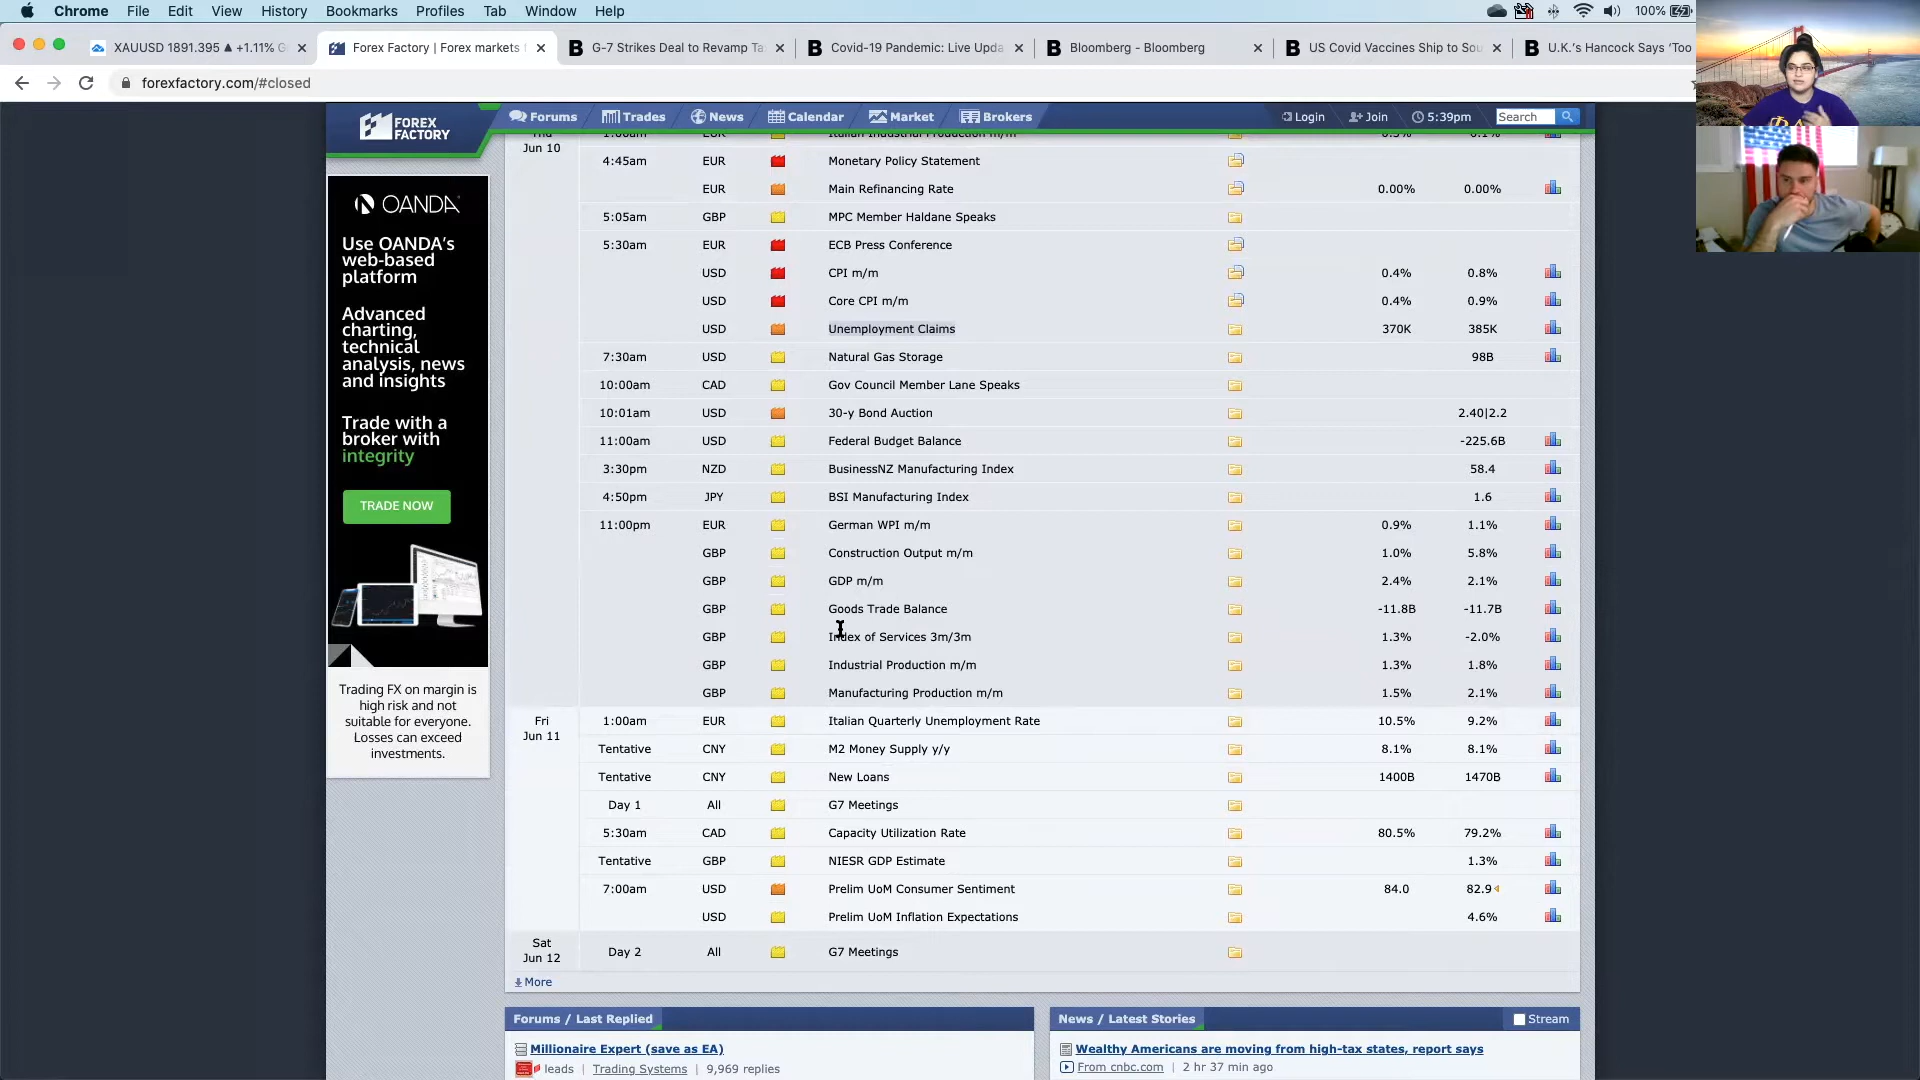 Chrome File Edit View History Bookmarks Profiles Tab Window Help 100%
XAUUSD 1891.395 ▲ +1.11% G Forex Factory | Forex markets G-7 Strikes Deal to Revamp Ta Covid-19 Pandemic: Live Upda Bloomberg - Bloomberg US Covid Vaccines Ship to Sou U.K.'s Hancock Says 'Too
forexfactory.com/#closed
FOREX FACTORY Forums Trades News Calendar Market Brokers Login Join 5:39pm Search
Jun 10
4:45am EUR Monetary Policy Statement
EUR Main Refinancing Rate 0.00% 0.00%
5:05am GBP MPC Member Haldane Speaks
5:30am EUR ECB Press Conference
USD CPI m/m 0.4% 0.8%
USD Core CPI m/m 0.4% 0.9%
USD Unemployment Claims 370K 385K
7:30am USD Natural Gas Storage 98B
10:00am CAD Gov Council Member Lane Speaks
10:01am USD 30-y Bond Auction 2.40|2.2
11:00am USD Federal Budget Balance -225.6B
3:30pm NZD BusinessNZ Manufacturing Index 58.4
4:50pm JPY BSI Manufacturing Index 1.6
11:00pm EUR German WPI m/m 0.9% 1.1%
GBP Construction Output m/m 1.0% 5.8%
GBP GDP m/m 2.4% 2.1%
GBP Goods Trade Balance -11.8B -11.7B
GBP Index of Services 3m/3m 1.3% -2.0%
GBP Industrial Production m/m 1.3% 1.8%
GBP Manufacturing Production m/m 1.5% 2.1%
Fri Jun 11 1:00am EUR Italian Quarterly Unemployment Rate 10.5% 9.2%
Tentative CNY M2 Money Supply y/y 8.1% 8.1%
Tentative CNY New Loans 1400B 1470B
Day 1 All G7 Meetings
5:30am CAD Capacity Utilization Rate 80.5% 79.2%
Tentative GBP NIESR GDP Estimate 1.3%
7:00am USD Prelim UoM Consumer Sentiment 84.0 82.9
USD Prelim UoM Inflation Expectations 4.6%
Sat Jun 12 Day 2 All G7 Meetings
More
OANDA
Use OANDA's
web-based
platform
Advanced
charting,
technical
analysis, news
and insights
Trade with a
broker with
integrity
TRADE NOW
Trading FX on margin is
high risk and not
suitable for everyone.
Losses can exceed
investments.
Forums / Last Replied
Millionaire Expert (save as EA)
leads | Trading Systems | 9,969 replies
News / Latest Stories Stream
Wealthy Americans are moving from high-tax states, report says
From cnbc.com | 2 hr 37 min ago